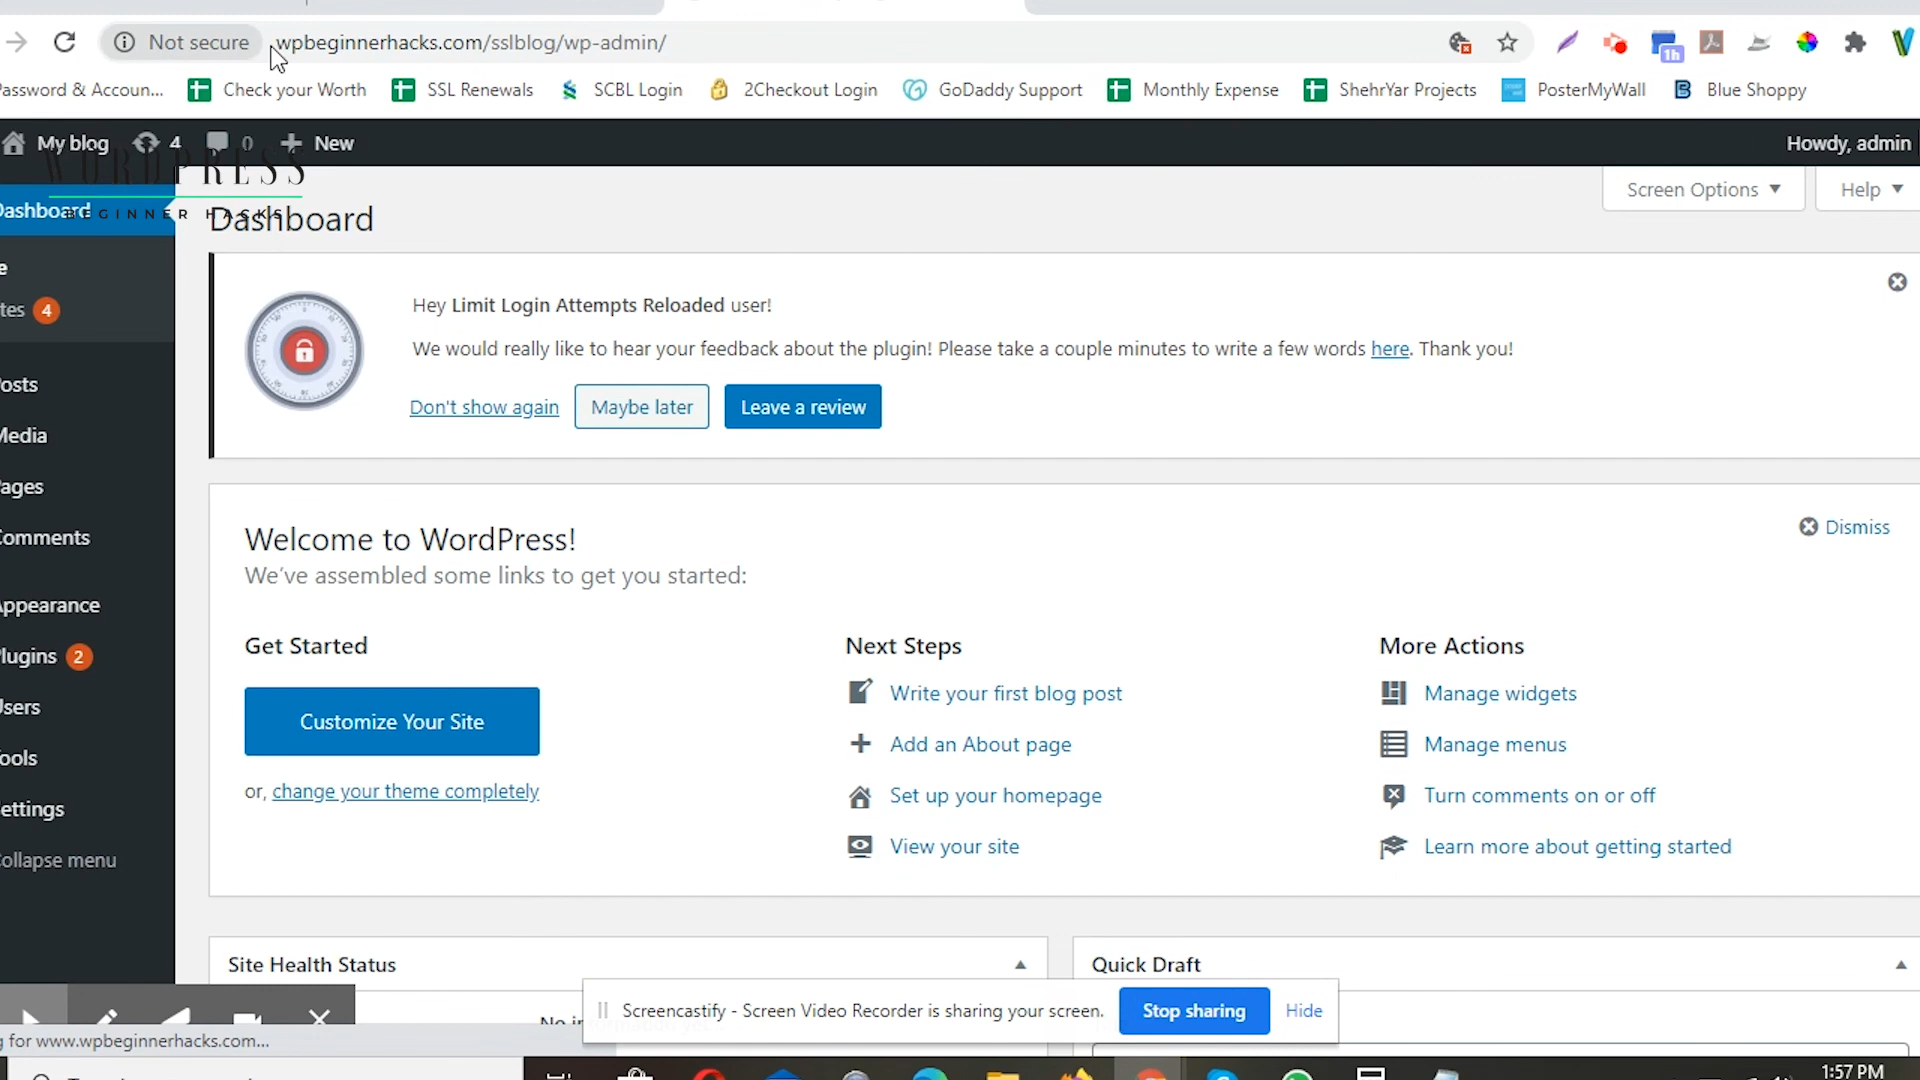 Not secure wpbeginnerhacks.com/sslblog/wp-admin/
1h
assword & Accoun... Check your Worth SSL Renewals SCBL Login 2Checkout Login GoDaddy Support Monthly Expense ShehrYar Projects PosterMyWall Blue Shoppy
My blog 4 0 New Howdy, admin
WORDPRESS
BEGINNER HACKS
Dashboard
Screen Options Help
Dashboard
e
tes 4
osts
Media
ages
omments
Appearance
lugins 2
sers
ools
ettings
ollapse menu
Hey Limit Login Attempts Reloaded user!
We would really like to hear your feedback about the plugin! Please take a couple minutes to write a few words here. Thank you!
Don't show again Maybe later Leave a review
Welcome to WordPress!
Dismiss
We've assembled some links to get you started:
Get Started
Customize Your Site
or, change your theme completely
Next Steps
Write your first blog post
Add an About page
Set up your homepage
View your site
More Actions
Manage widgets
Manage menus
Turn comments on or off
Learn more about getting started
Site Health Status
Quick Draft
Screencastify - Screen Video Recorder is sharing your screen. Stop sharing Hide
g for www.wpbeginnerhacks.com...
1:57 PM